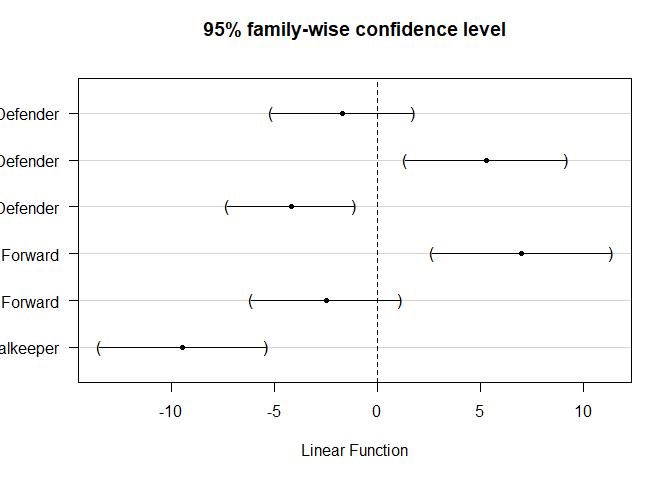 95% family-wise confidence level
Defender
Defender
Defender
Forward
Forward
alkeeper
-10 -5 0 5 10
Linear Function